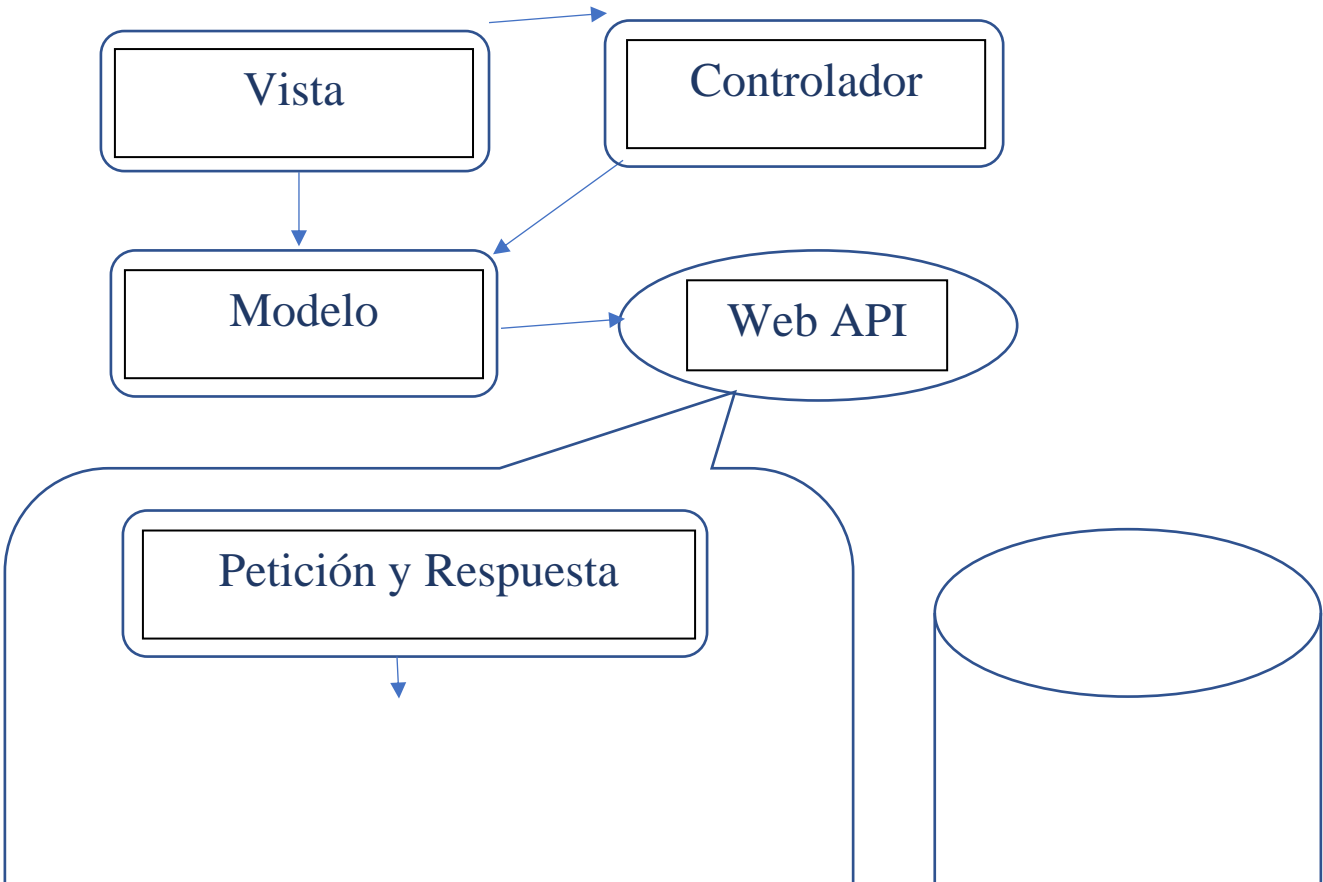 Vista
Controlador
Modelo
Web API
Petición y Respuesta